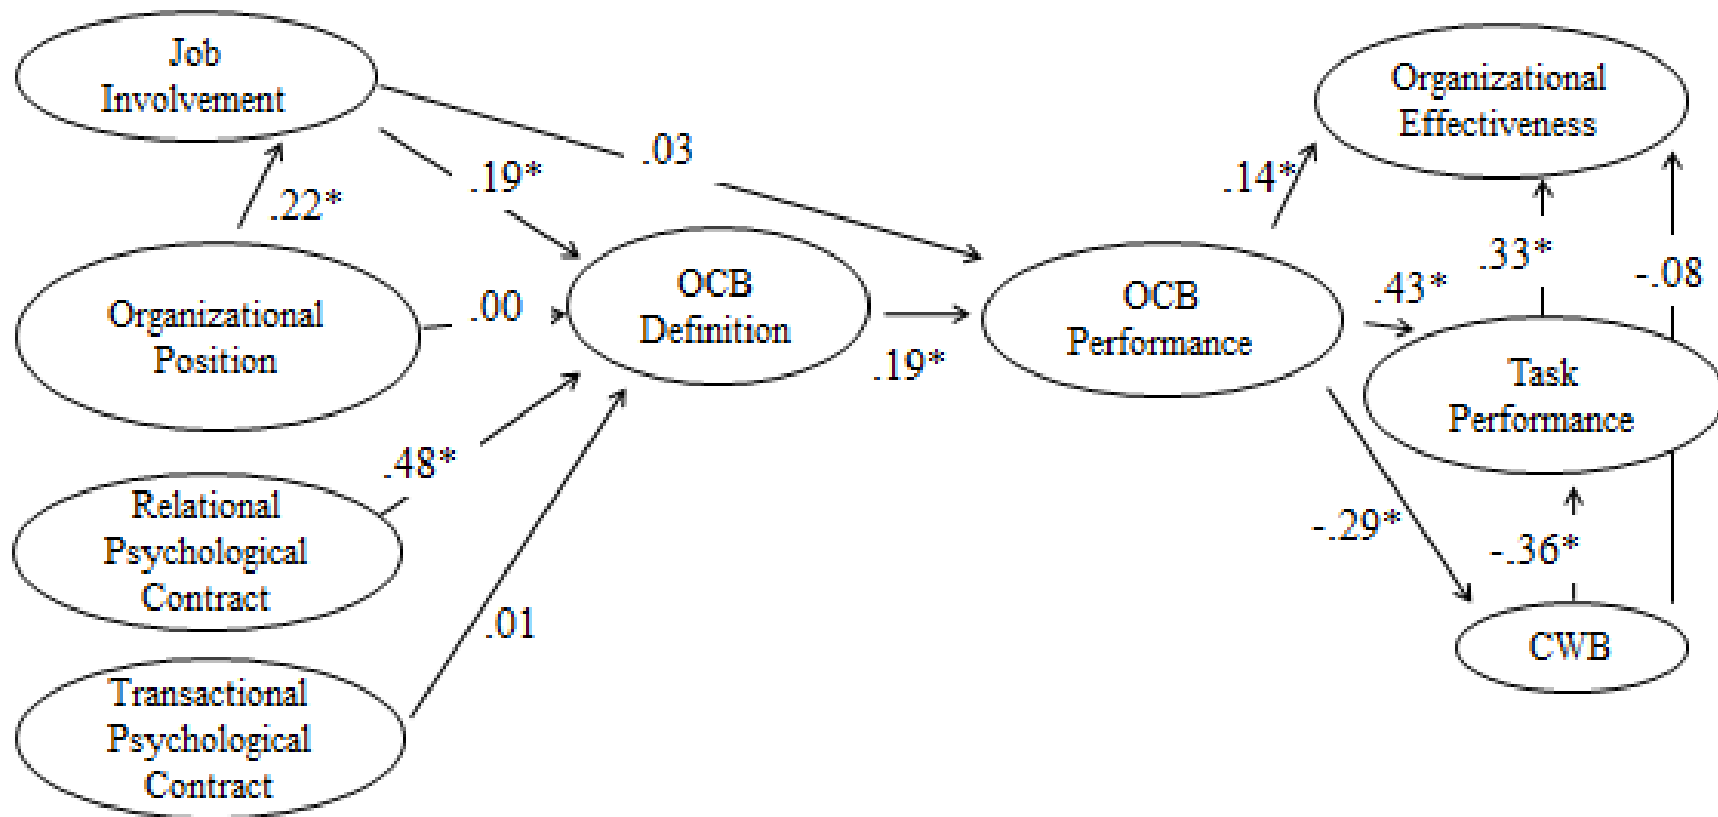 Job
Involvement
.03
.19*
.22*
Organizational
Position
.00
OCB
Definition
.48*
Relational
Psychological
Contract
.01
Transactional
Psychological
Contract
.19*
OCB
Performance
Organizational
Effectiveness
.14*
.33*
-.08
.43*
Task
Performance
-.29*
-.36*
CWB